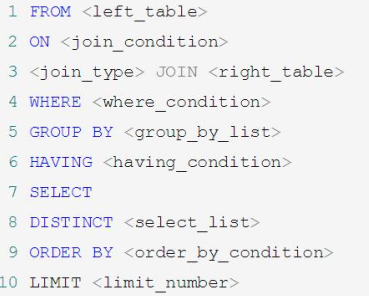 1 FROM <left_table>
2 ON <join_condition>
3 <join_type> JOIN <right_table>
4 WHERE <where_condition>
5 GROUP BY <group_by_list>
6 HAVING <having_condition>
7 SELECT
8 DISTINCT <select_list>
9 ORDER BY <order_by_condition>
10 LIMIT <limit_number>